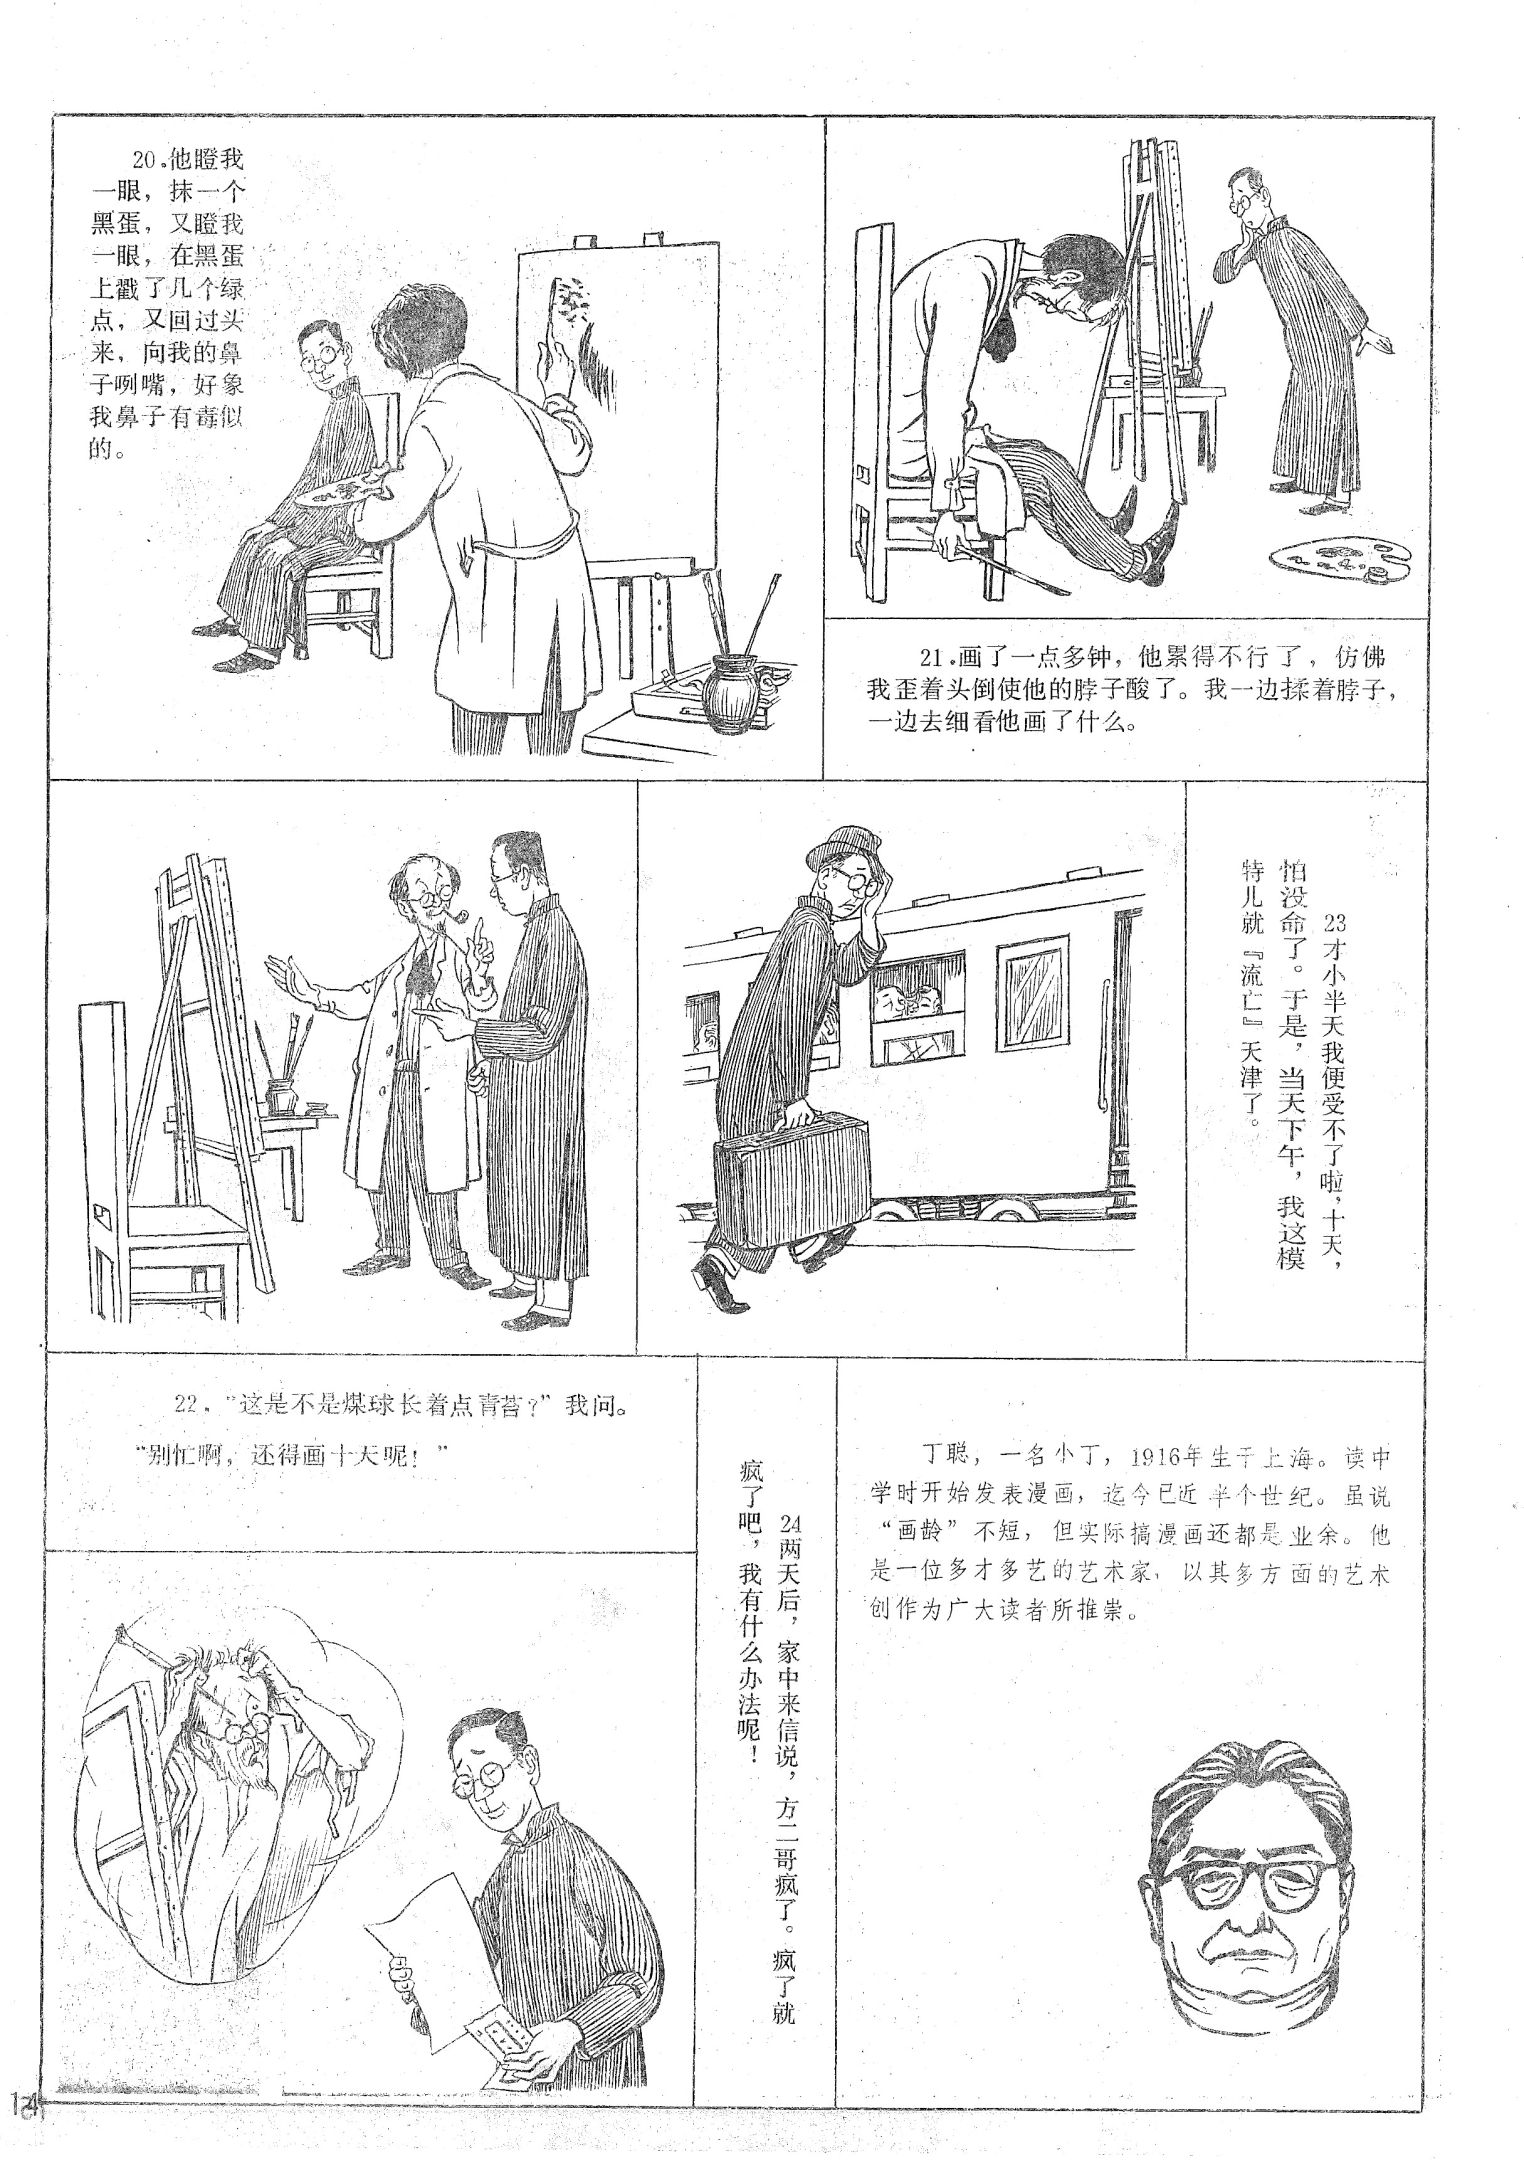 20.他瞪我
一眼，抹一个
黑蛋，又瞪我
一眼，在黑蛋
上戳了几个绿
点，又回过头
来，向我的鼻
子咧嘴，好象
我鼻子有毒似
的。
21.画了一点多钟，他累得不行了，仿佛
我歪着头倒使他的脖子酸了。我一边揉着脖子，
一边去细看他画了什么。
22.“这是不是煤球长着点青苔？”我问。
“别忙啊，还得画十天呢！”
23才小半天我便受不了啦，十天，
怕没命了。于是，当天下午，我这模
特儿就『流亡』天津了。
24两天后，家中来信说，方二哥疯了。疯了就
疯了吧，我有什么办法呢！
丁聪，一名小丁，1916年生于上海。读中
学时开始发表漫画，迄今已近半个世纪。虽说
“画龄”不短，但实际搞漫画还都是业余。他
是一位多才多艺的艺术家，以其多方面的艺术
创作为广大读者所推崇。
14